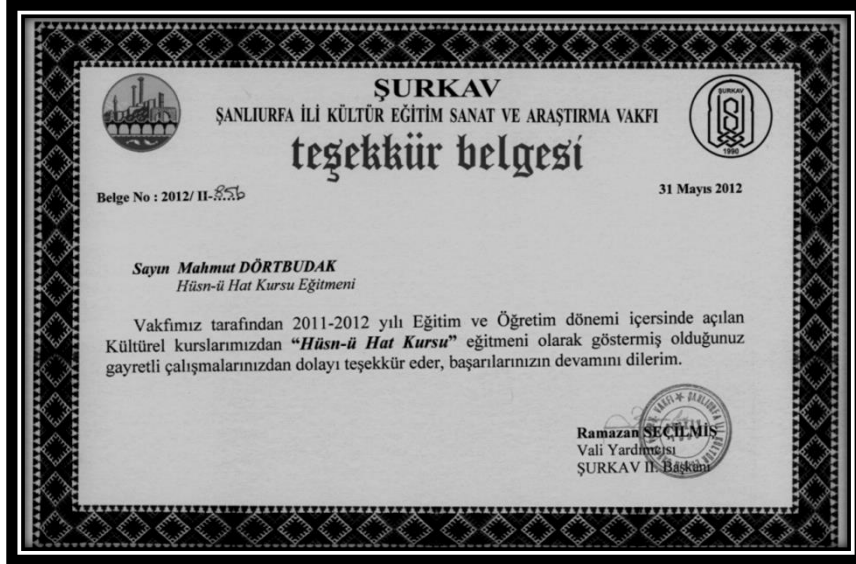 ŞURKAV
ŞANLIURFA İLİ KÜLTÜR EĞİTİM SANAT VE ARAŞTIRMA VAKFI
teşekkür belgesi
ŞURKAV
1990
Belge No : 2012/ II-856
31 Mayıs 2012
Sayın Mahmut DÖRTBUDAK
Hüsn-ü Hat Kursu Eğitmeni
Vakfımız tarafından 2011-2012 yılı Eğitim ve Öğretim dönemi içersinde açılan
Kültürel kurslarımızdan “Hüsn-ü Hat Kursu” eğitmeni olarak göstermiş olduğunuz
gayretli çalışmalarınızdan dolayı teşekkür eder, başarılarınızın devamını dilerim.
Ramazan SEÇİLMİŞ
Vali Yardımcısı
ŞURKAV II. Başkanı